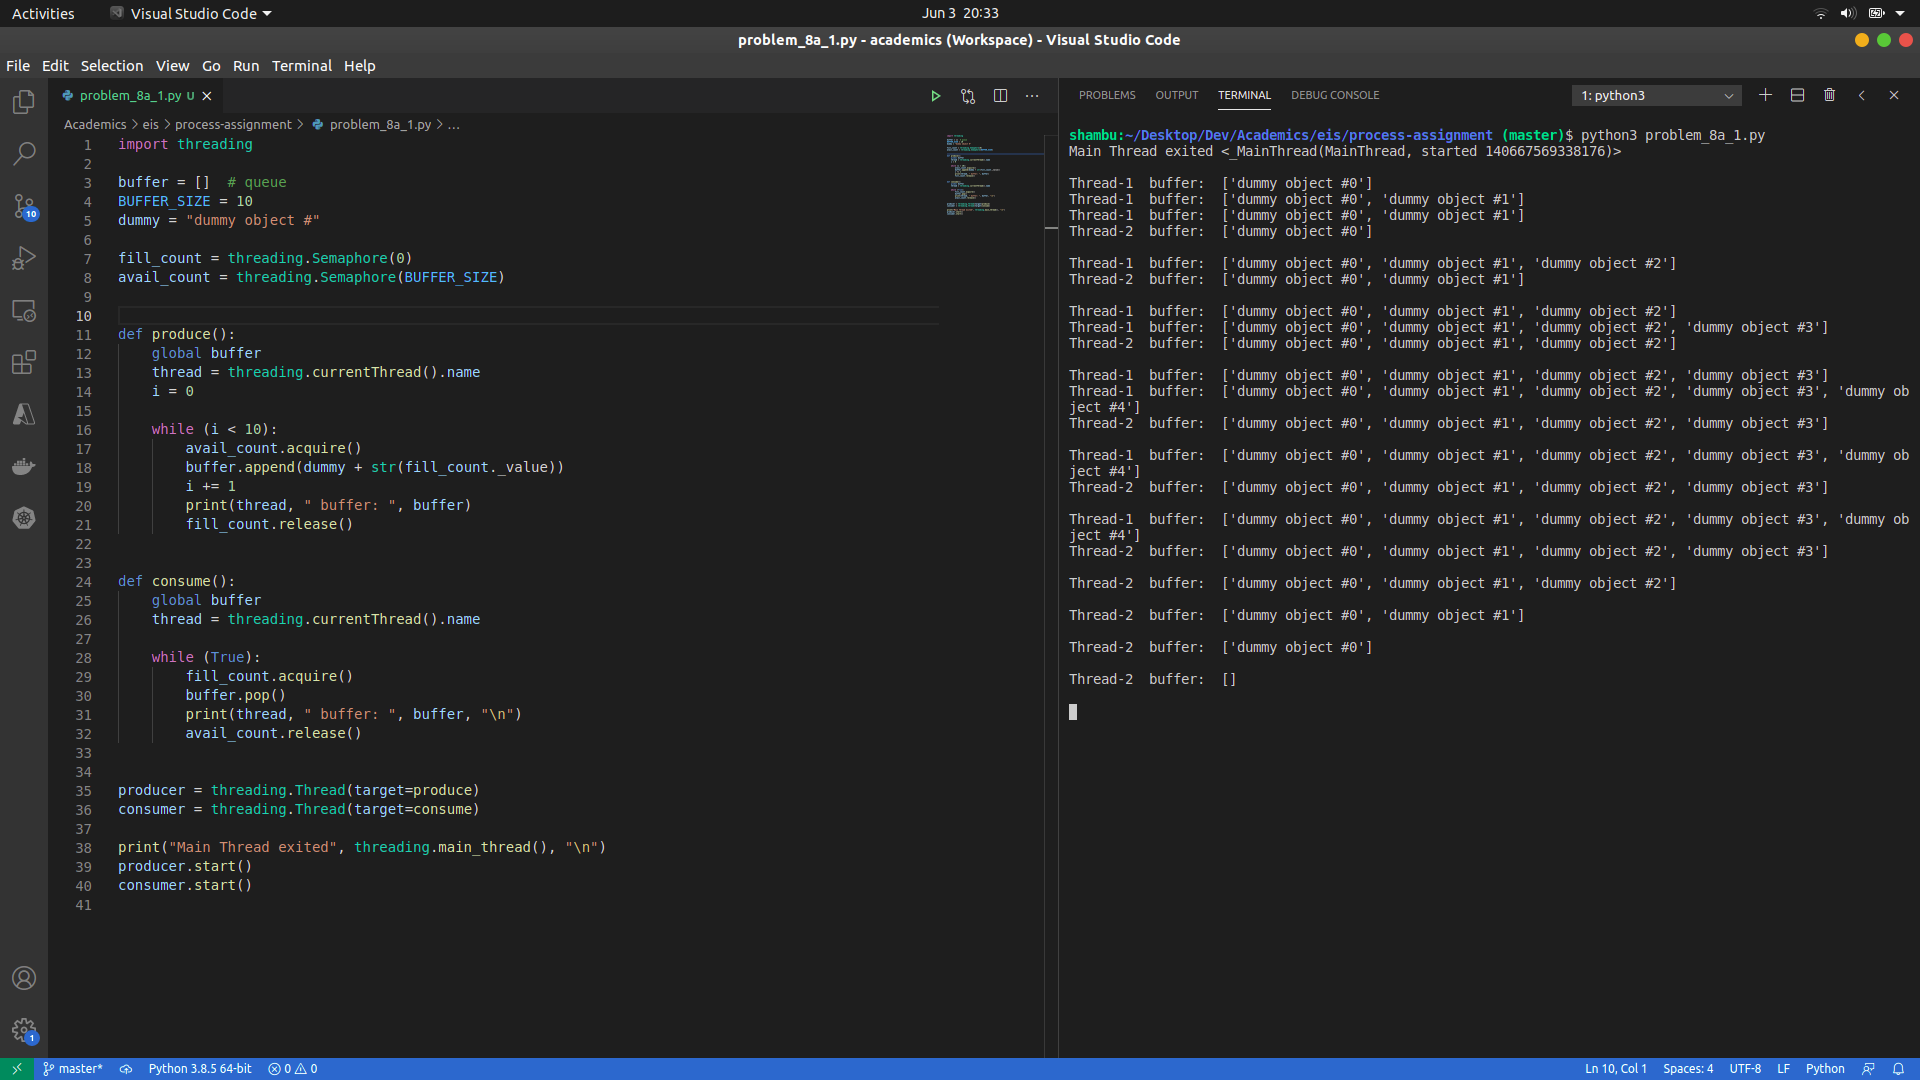 Activities Visual Studio Code Jun 3 20:33
problem_8a_1.py - academics (Workspace) - Visual Studio Code
File Edit Selection View Go Run Terminal Help
problem_8a_1.py U
Academics > eis > process-assignment > problem_8a_1.py > ...
1 import threading
2
3 buffer = []  # queue
4 BUFFER_SIZE = 10
5 dummy = "dummy object #"
6
7 fill_count = threading.Semaphore(0)
8 avail_count = threading.Semaphore(BUFFER_SIZE)
9
10
11 def produce():
12     global buffer
13     thread = threading.currentThread().name
14     i = 0
15
16     while (i < 10):
17         avail_count.acquire()
18         buffer.append(dummy + str(fill_count._value))
19         i += 1
20         print(thread, " buffer: ", buffer)
21         fill_count.release()
22
23
24 def consume():
25     global buffer
26     thread = threading.currentThread().name
27
28     while (True):
29         fill_count.acquire()
30         buffer.pop()
31         print(thread, " buffer: ", buffer, "\n")
32         avail_count.release()
33
34
35 producer = threading.Thread(target=produce)
36 consumer = threading.Thread(target=consume)
37
38 print("Main Thread exited", threading.main_thread(), "\n")
39 producer.start()
40 consumer.start()
41
10
1
PROBLEMS OUTPUT TERMINAL DEBUG CONSOLE 1: python3
shambu:~/Desktop/Dev/Academics/eis/process-assignment (master)$ python3 problem_8a_1.py
Main Thread exited <_MainThread(MainThread, started 140667569338176)>
Thread-1  buffer:  ['dummy object #0']
Thread-1  buffer:  ['dummy object #0', 'dummy object #1']
Thread-1  buffer:  ['dummy object #0', 'dummy object #1']
Thread-2  buffer:  ['dummy object #0']
Thread-1  buffer:  ['dummy object #0', 'dummy object #1', 'dummy object #2']
Thread-2  buffer:  ['dummy object #0', 'dummy object #1']
Thread-1  buffer:  ['dummy object #0', 'dummy object #1', 'dummy object #2']
Thread-1  buffer:  ['dummy object #0', 'dummy object #1', 'dummy object #2', 'dummy object #3']
Thread-2  buffer:  ['dummy object #0', 'dummy object #1', 'dummy object #2']
Thread-1  buffer:  ['dummy object #0', 'dummy object #1', 'dummy object #2', 'dummy object #3']
Thread-1  buffer:  ['dummy object #0', 'dummy object #1', 'dummy object #2', 'dummy object #3', 'dummy ob
ject #4']
Thread-2  buffer:  ['dummy object #0', 'dummy object #1', 'dummy object #2', 'dummy object #3']
Thread-1  buffer:  ['dummy object #0', 'dummy object #1', 'dummy object #2', 'dummy object #3', 'dummy ob
ject #4']
Thread-2  buffer:  ['dummy object #0', 'dummy object #1', 'dummy object #2', 'dummy object #3']
Thread-1  buffer:  ['dummy object #0', 'dummy object #1', 'dummy object #2', 'dummy object #3', 'dummy ob
ject #4']
Thread-2  buffer:  ['dummy object #0', 'dummy object #1', 'dummy object #2', 'dummy object #3']
Thread-2  buffer:  ['dummy object #0', 'dummy object #1', 'dummy object #2']
Thread-2  buffer:  ['dummy object #0', 'dummy object #1']
Thread-2  buffer:  ['dummy object #0']
Thread-2  buffer:  []
master* Python 3.8.5 64-bit 0 0 Ln 10, Col 1 Spaces: 4 UTF-8 LF Python